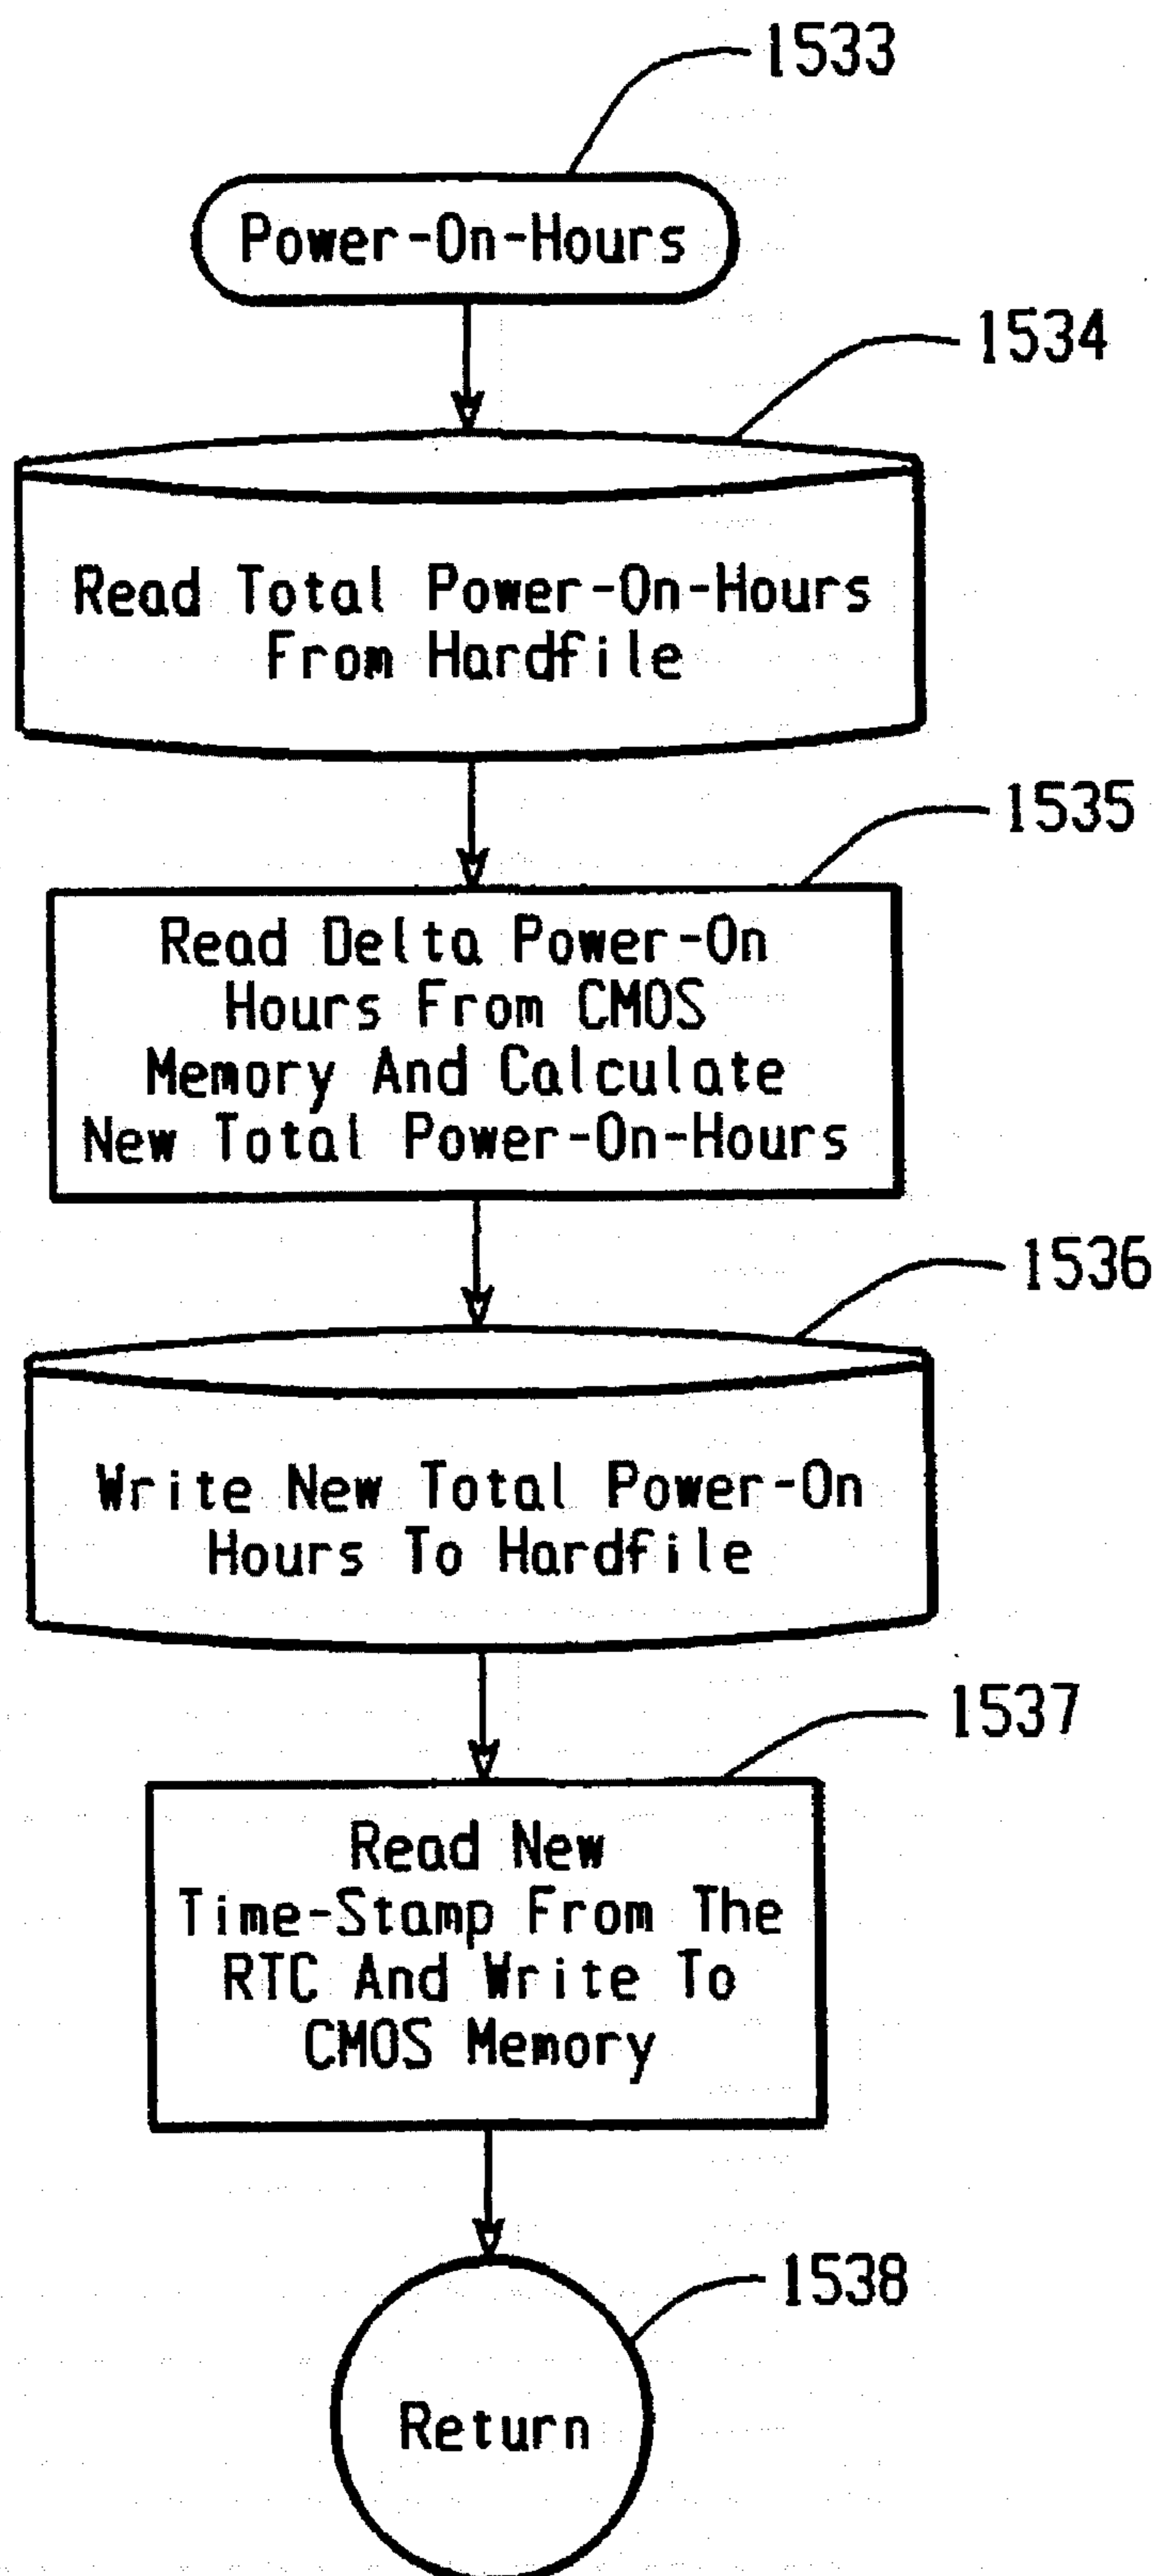 1533
Power-On-Hours
1534
Read Total Power-On-Hours
From Hardfile
1535
Read Delta Power-On
Hours From CMOS
Memory And Calculate
New Total Power-On-Hours
1536
Write New Total Power-On
Hours To Hardfile
1537
Read New
Time-Stamp From The
RTC And Write To
CMOS Memory
1538
Return